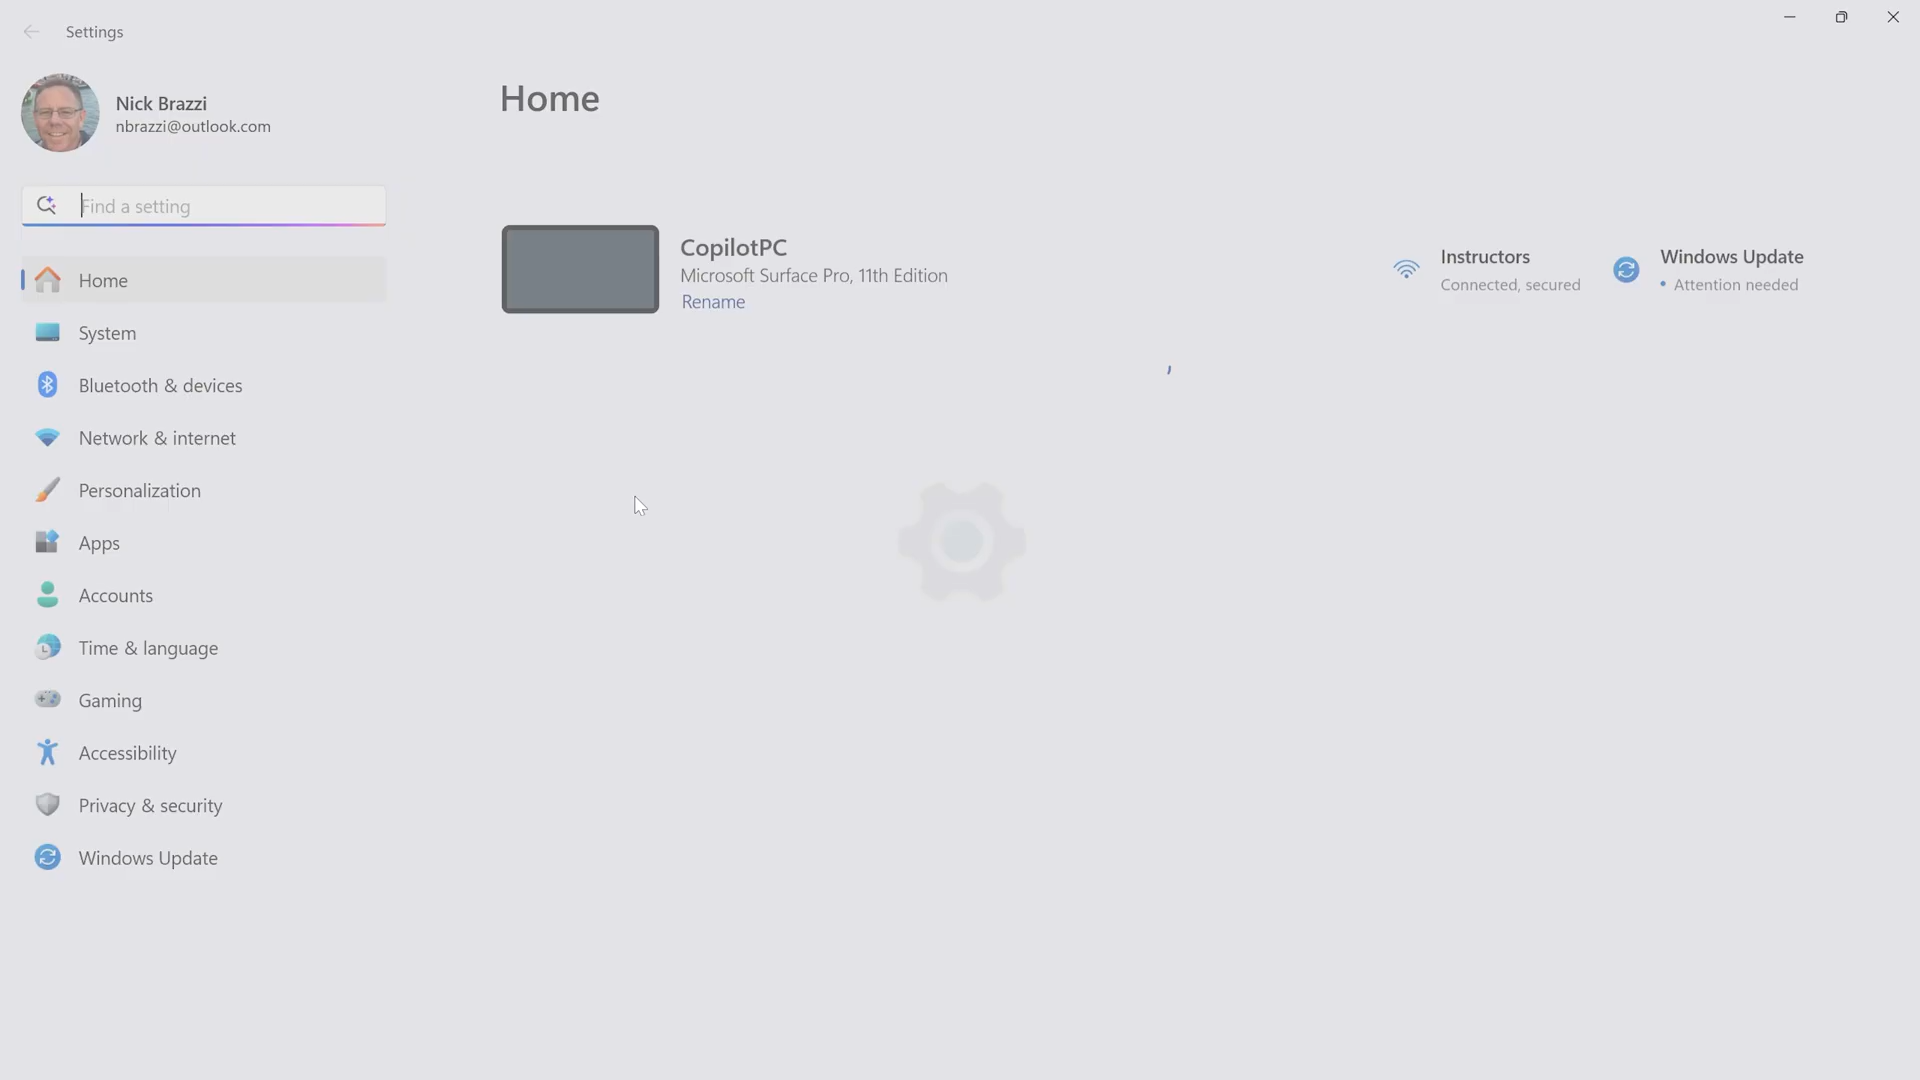 Settings
Nick Brazzi
nbrazzi@outlook.com
Find a setting
Home
System
Bluetooth & devices
Network & internet
Personalization
Apps
Accounts
Time & language
Gaming
Accessibility
Privacy & security
Windows Update
Home
CopilotPC
Microsoft Surface Pro, 11th Edition
Rename
Instructors
Connected, secured
Windows Update
Attention needed